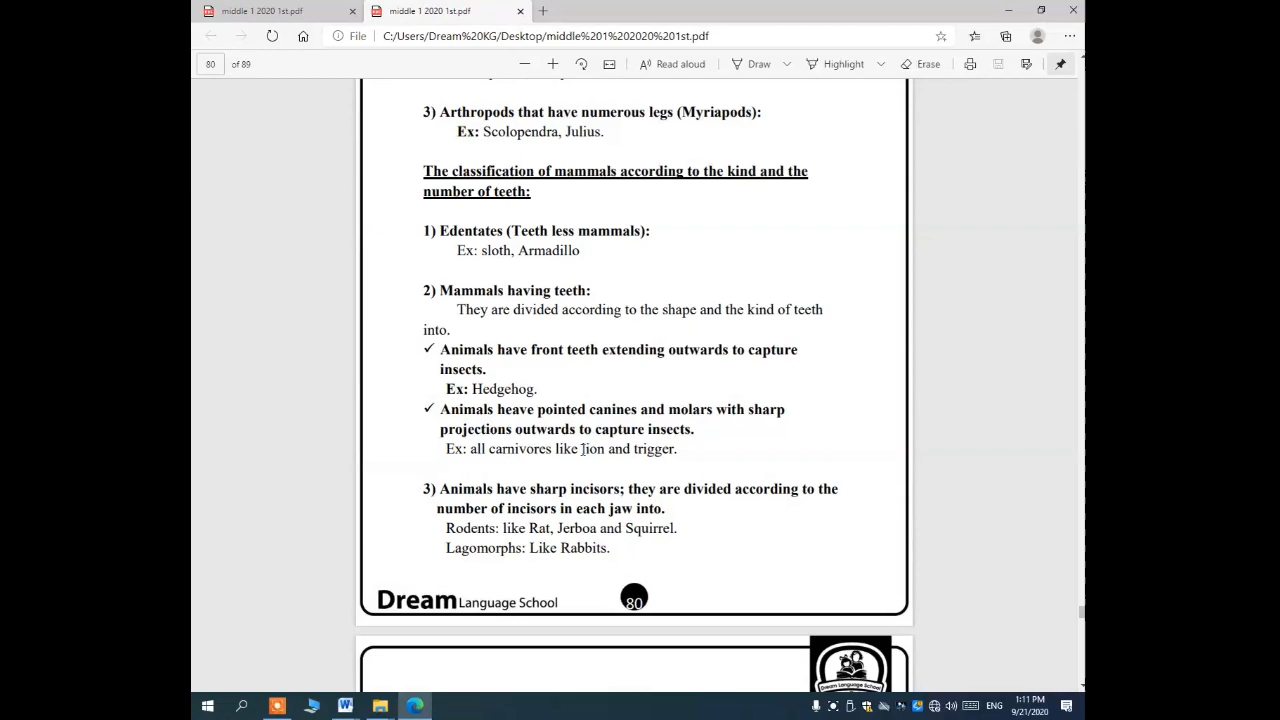 middle 1 2020 1st.pdf
middle 1 2020 1st.pdf
File C:/Users/Dream%20KG/Desktop/middle%201%202020%201st.pdf
80 of 89 Read aloud Draw Highlight Erase
3) Arthropods that have numerous legs (Myriapods):
Ex: Scolopendra, Julius.
The classification of mammals according to the kind and the
number of teeth:
1) Edentates (Teeth less mammals):
Ex: sloth, Armadillo
2) Mammals having teeth:
They are divided according to the shape and the kind of teeth
into.
✓ Animals have front teeth extending outwards to capture
insects.
Ex: Hedgehog.
✓ Animals heave pointed canines and molars with sharp
projections outwards to capture insects.
Ex: all carnivores like lion and trigger.
3) Animals have sharp incisors; they are divided according to the
number of incisors in each jaw into.
Rodents: like Rat, Jerboa and Squirrel.
Lagomorphs: Like Rabbits.
Dream Language School 80
Dream Language School
ENG 1:11 PM
9/21/2020